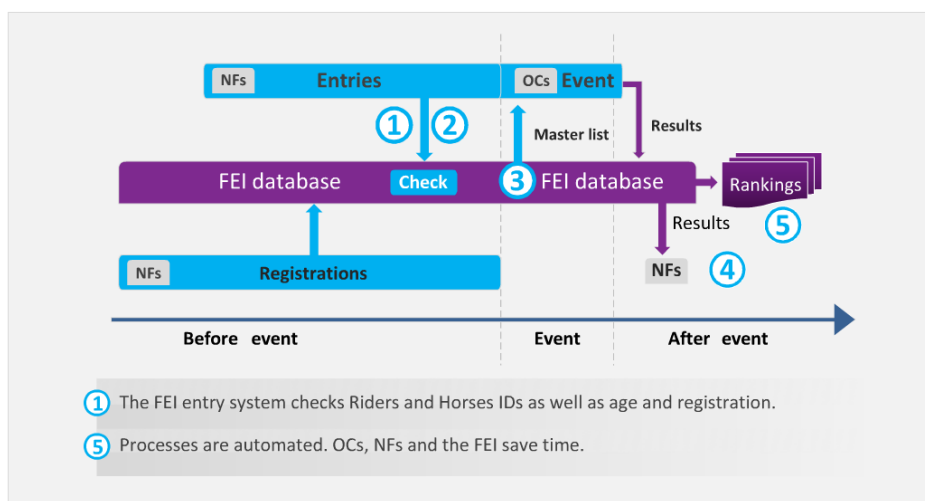 NFs Entries OCs Event
1 2 Master list Results
FEI database Check 3 FEI database Rankings
Results 5
NFs Registrations NFs 4
Before event Event After event
1 The FEI entry system checks Riders and Horses IDs as well as age and registration.
5 Processes are automated. OCs, NFs and the FEI save time.